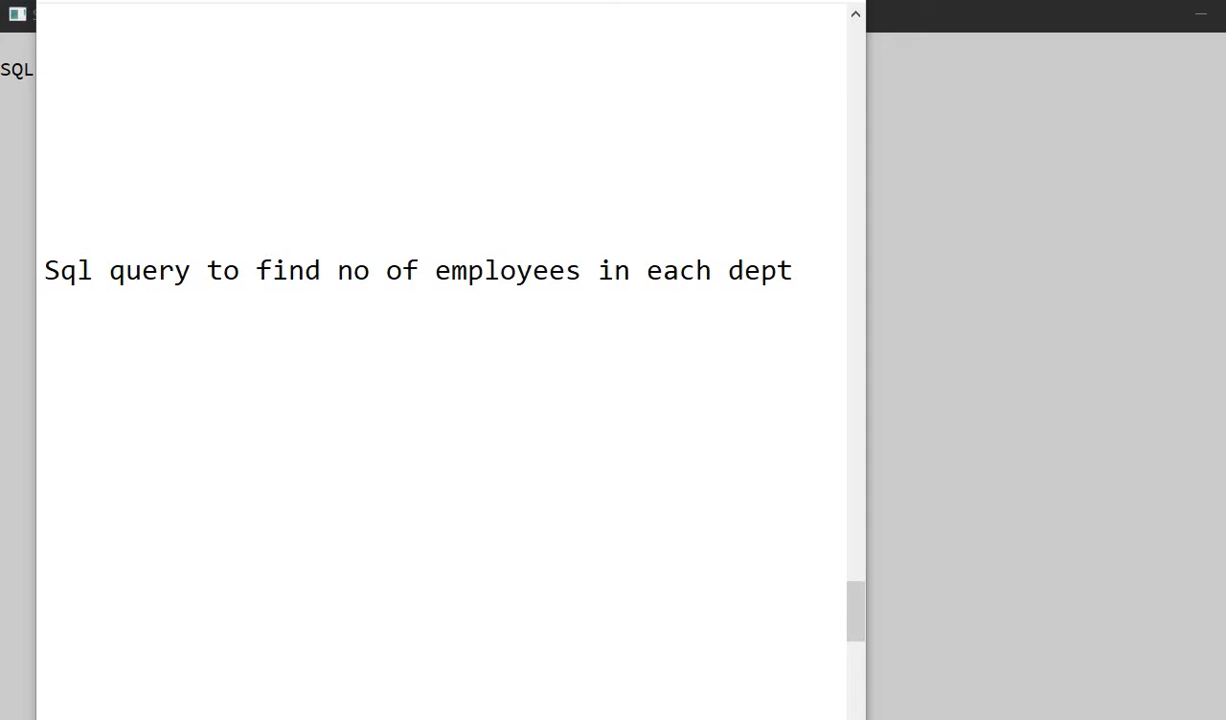 SQL
Sql query to find no of employees in each dept